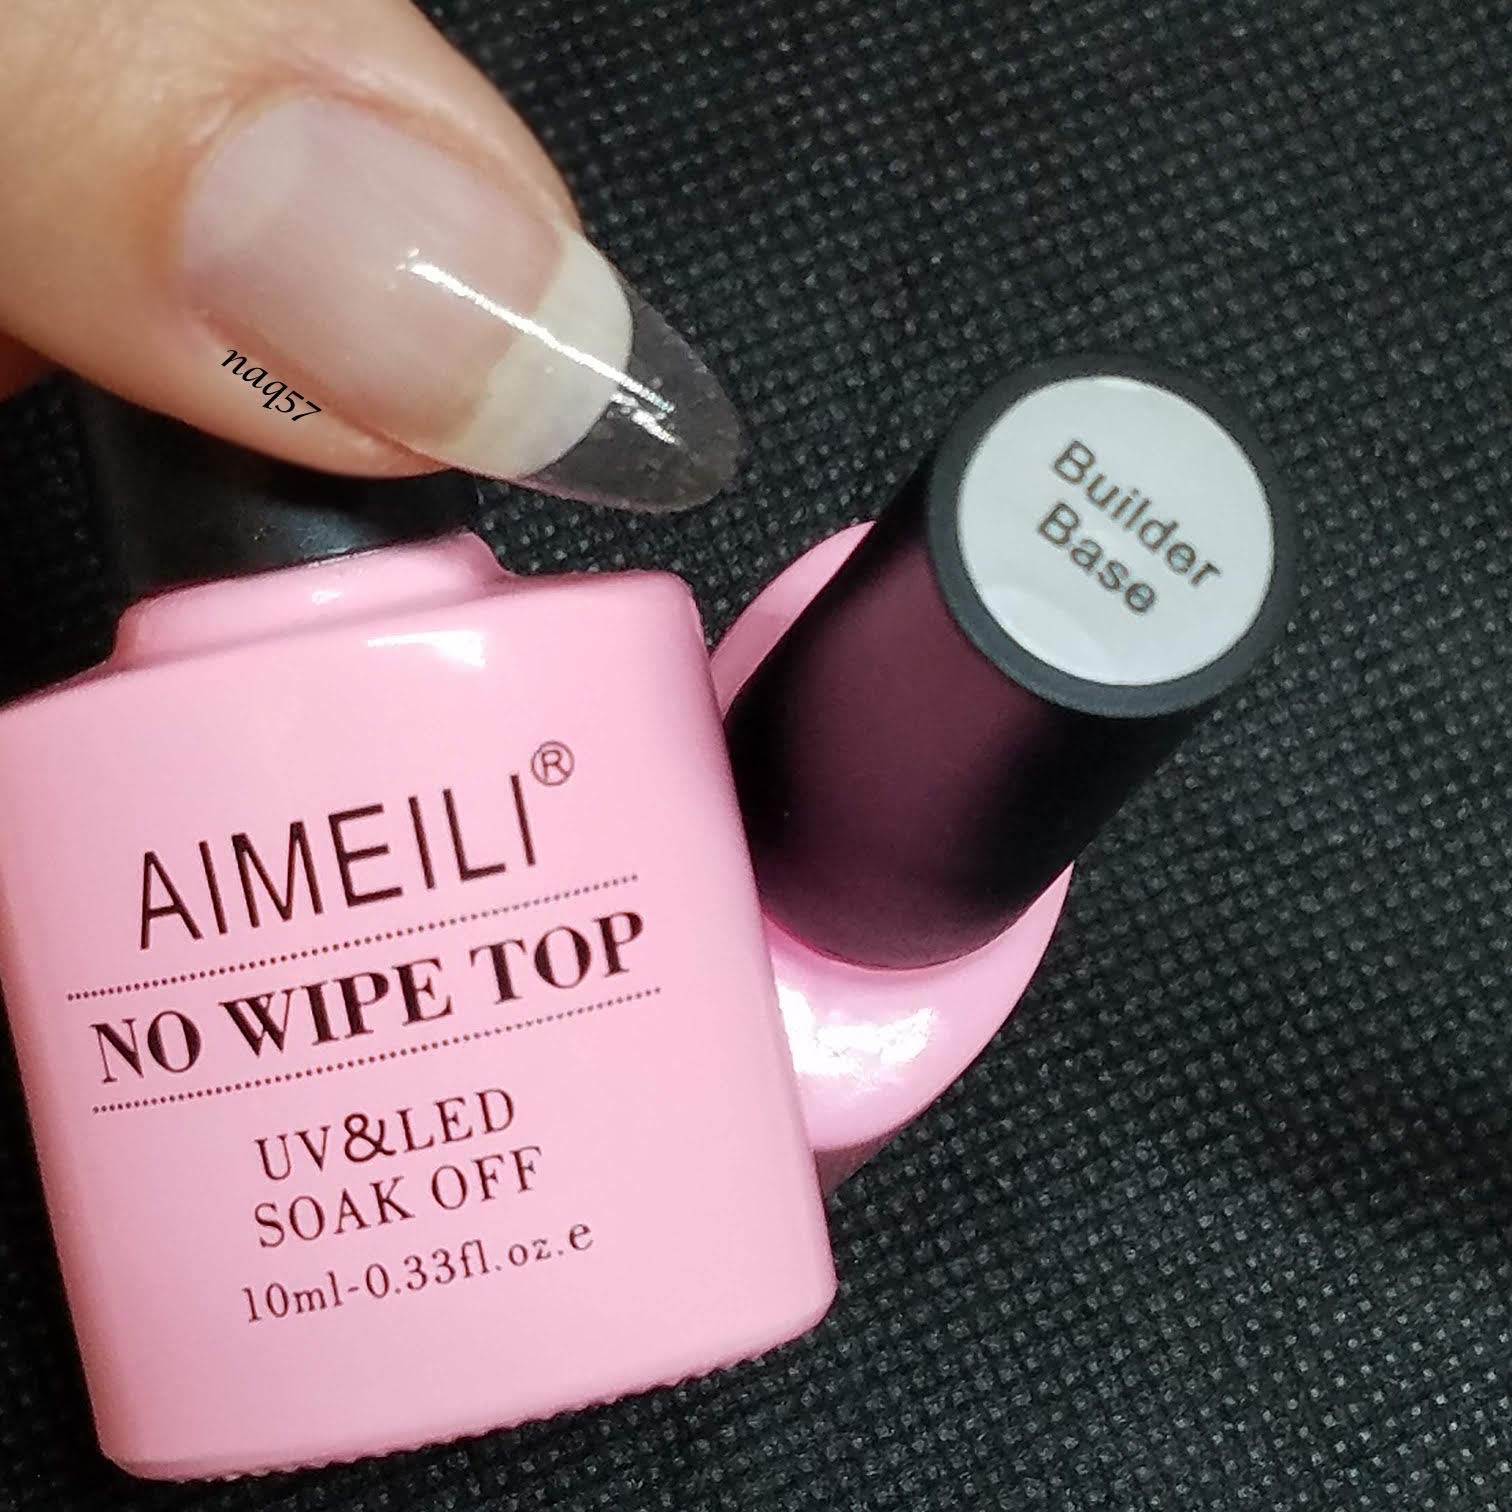 naq57
Builder
Base
AIMEILI®
NO WIPE TOP
UV&LED
SOAK OFF
10ml-0.33fl.oz.e